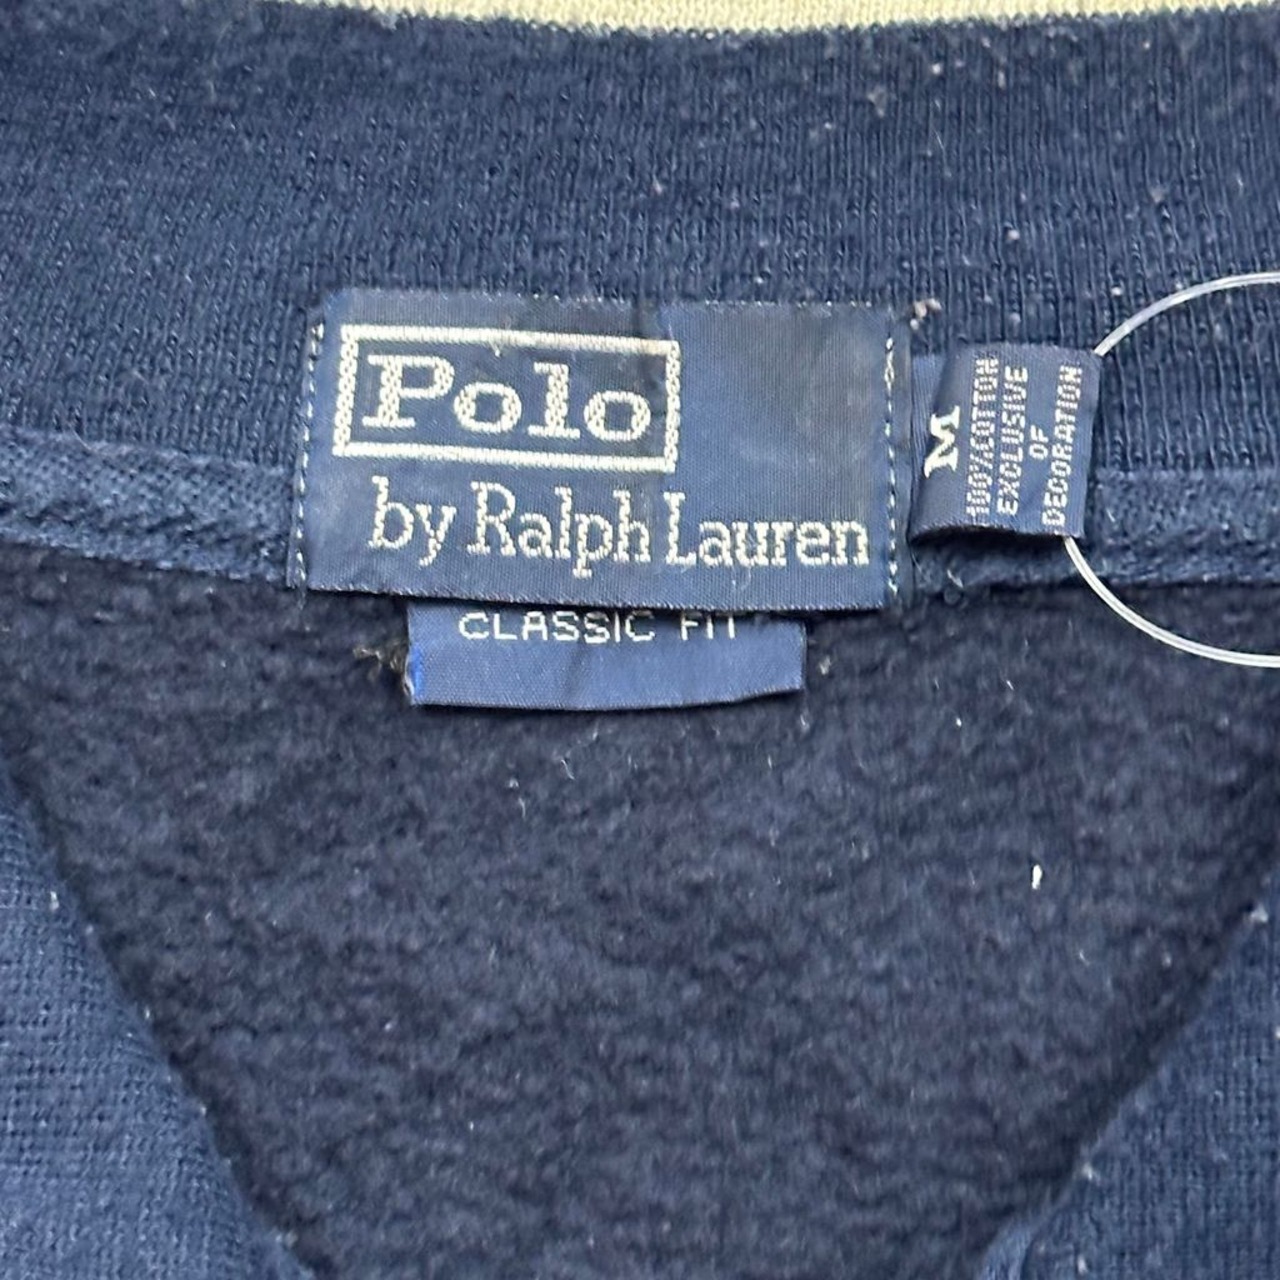 Polo
by Ralph Lauren
CLASSIC FIT
M
100% COTTON
EXCLUSIVE
OF
DECORATION